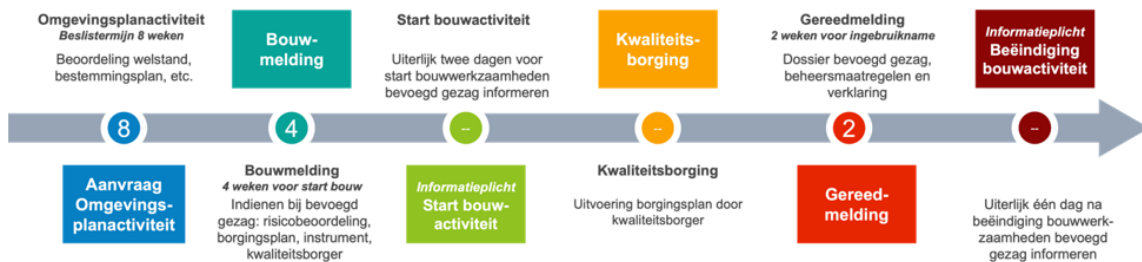 Omgevingsplanactiviteit
Beslistermijn 8 weken
Beoordeling welstand,
bestemmingsplan, etc.
8
Aanvraag
Omgevings-
planactiviteit
Bouw-
melding
4
Bouwmelding
4 weken voor start bouw
Indienen bij bevoegd
gezag: risicobeoordeling,
borgingsplan, instrument,
kwaliteitsborger
Start bouwactiviteit
Uiterlijk twee dagen voor
start bouwwerkzaamheden
bevoegd gezag informeren
--
Informatieplicht
Start bouw-
activiteit
Kwaliteits-
borging
--
Kwaliteitsborging
Uitvoering borgingsplan door
kwaliteitsborger
Gereedmelding
2 weken voor ingebruikname
Dossier bevoegd gezag,
beheersmaatregelen en
verklaring
2
Gereed-
melding
Informatieplicht
Beëindiging
bouwactiviteit
--
Uiterlijk één dag na
beëindiging bouwwerk-
zaamheden bevoegd
gezag informeren